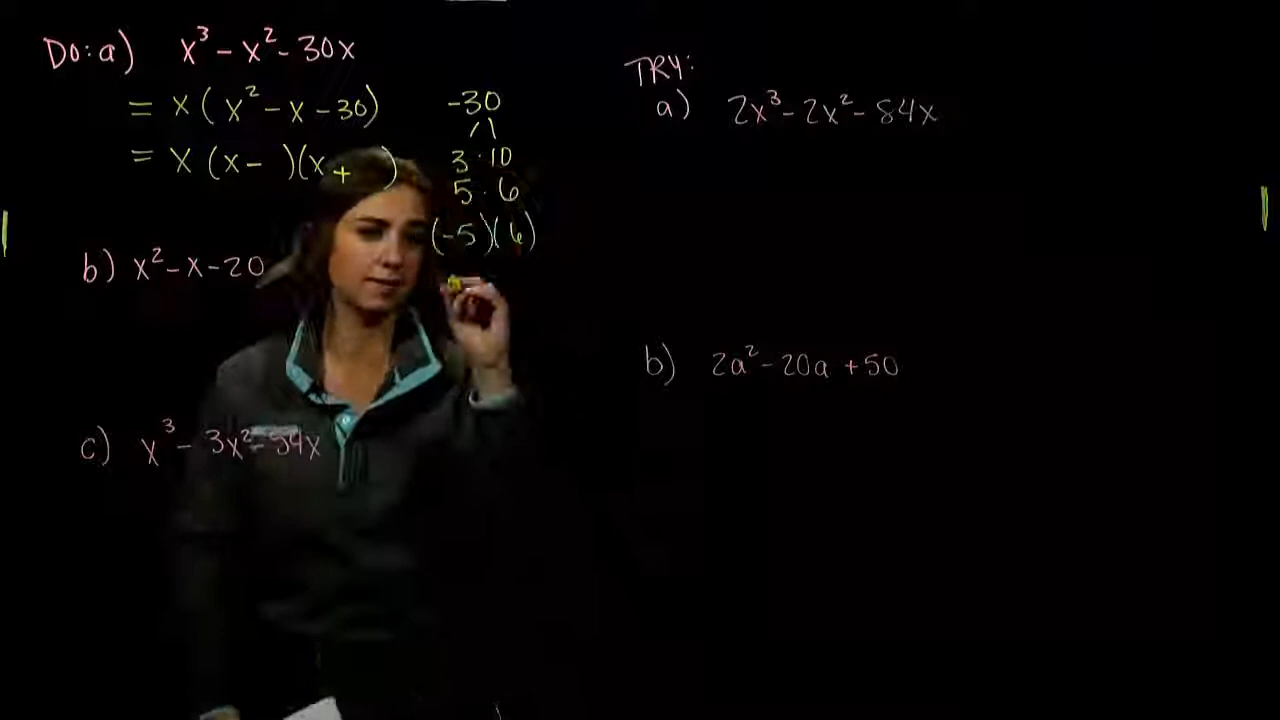 Do: a) x³ - x² - 30x
= x ( x² - x - 30)
= x (x - )(x + )
-30
3 · 10
5 · 6
(-5)(6)
b) x² - x - 20
c) x³ - 3x² - 54x
TRY:
a) 2x³ - 2x² - 84x
b) 2a² - 20a + 50